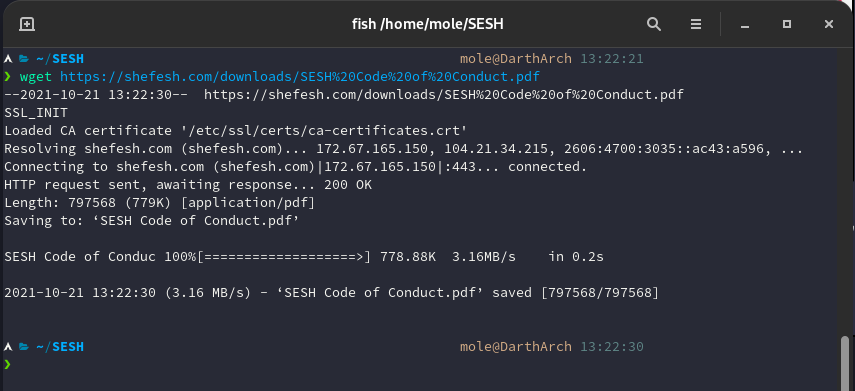 fish /home/mole/SESH
~/SESH mole@DarthArch 13:22:21
❯ wget https://shefesh.com/downloads/SESH%20Code%20of%20Conduct.pdf
--2021-10-21 13:22:30--  https://shefesh.com/downloads/SESH%20Code%20of%20Conduct.pdf
SSL_INIT
Loaded CA certificate '/etc/ssl/certs/ca-certificates.crt'
Resolving shefesh.com (shefesh.com)... 172.67.165.150, 104.21.34.215, 2606:4700:3035::ac43:a596, ...
Connecting to shefesh.com (shefesh.com)|172.67.165.150|:443... connected.
HTTP request sent, awaiting response... 200 OK
Length: 797568 (779K) [application/pdf]
Saving to: ‘SESH Code of Conduct.pdf’
SESH Code of Conduc 100%[===================>] 778.88K  3.16MB/s    in 0.2s
2021-10-21 13:22:30 (3.16 MB/s) - ‘SESH Code of Conduct.pdf’ saved [797568/797568]
~/SESH mole@DarthArch 13:22:30
❯